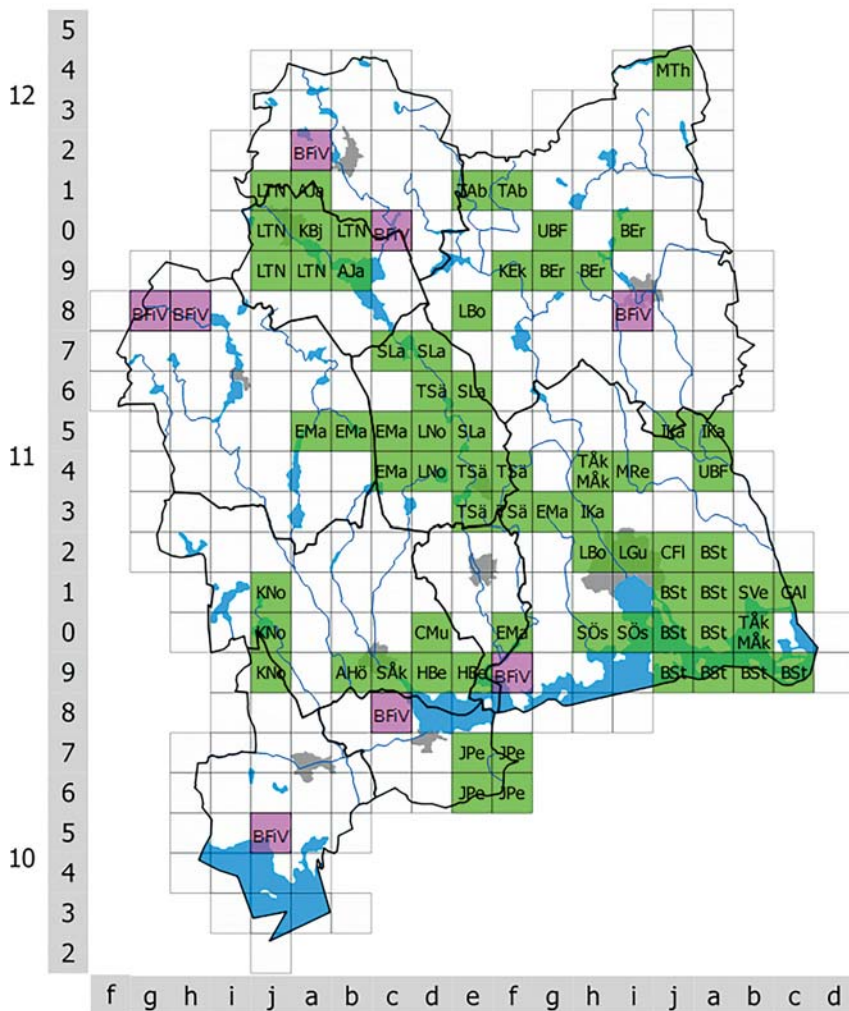 5
4 MTh
12
3
2 BFiV
1 LTN AJa TAb TAb
0 LTN KBj LTN BFiV UBF BEr
9 LTN LTN AJa KEk BEr BEr
8 BFiV BFiV LBo BFiV
7 SLa SLa
6 TSä SLa
5 EMa EMa EMa LNo SLa IKa IKa
11
4 EMa LNo TSä TSä TÅk MÅk MRe UBF
3 TSä TSä EMa IKa
2 LBo LGu CFl BSt
1 KNo BSt BSt SVe GAl
0 KNo CMu EMa SÖs SÖs BSt BSt TÅk MÅk
9 KNo AHö SÅk HBe HBe BFiV BSt BSt BSt BSt
8 BFiV
7 JPe JPe
6 JPe JPe
5 BFiV
10
4
3
2
f g h i j a b c d e f g h i j a b c d